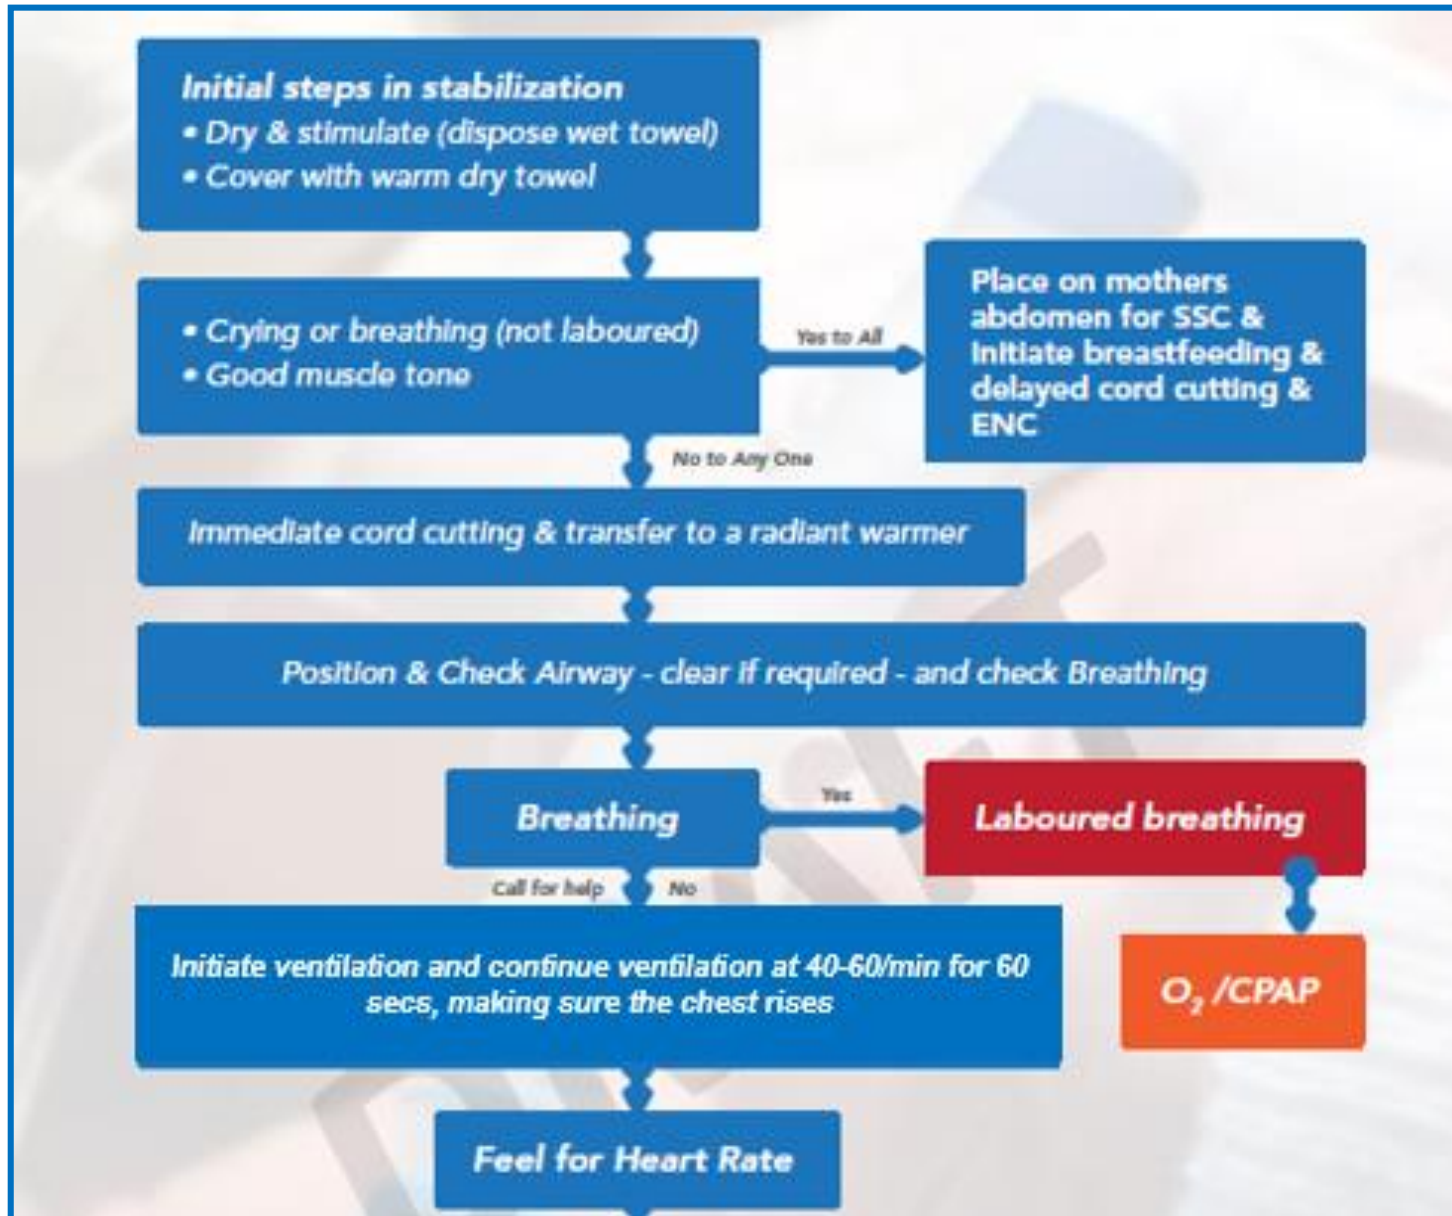 Initial steps in stabilization
• Dry & stimulate (dispose wet towel)
• Cover with warm dry towel
• Crying or breathing (not laboured)
• Good muscle tone
Yes to All
Place on mothers
abdomen for SSC &
Initiate breastfeeding &
delayed cord cutting &
ENC
No to Any One
Immediate cord cutting & transfer to a radiant warmer
Position & Check Airway - clear if required - and check Breathing
Breathing
Yes
Laboured breathing
Call for help
No
Initiate ventilation and continue ventilation at 40-60/min for 60
secs, making sure the chest rises
O₂ /CPAP
Feel for Heart Rate
DRAFT